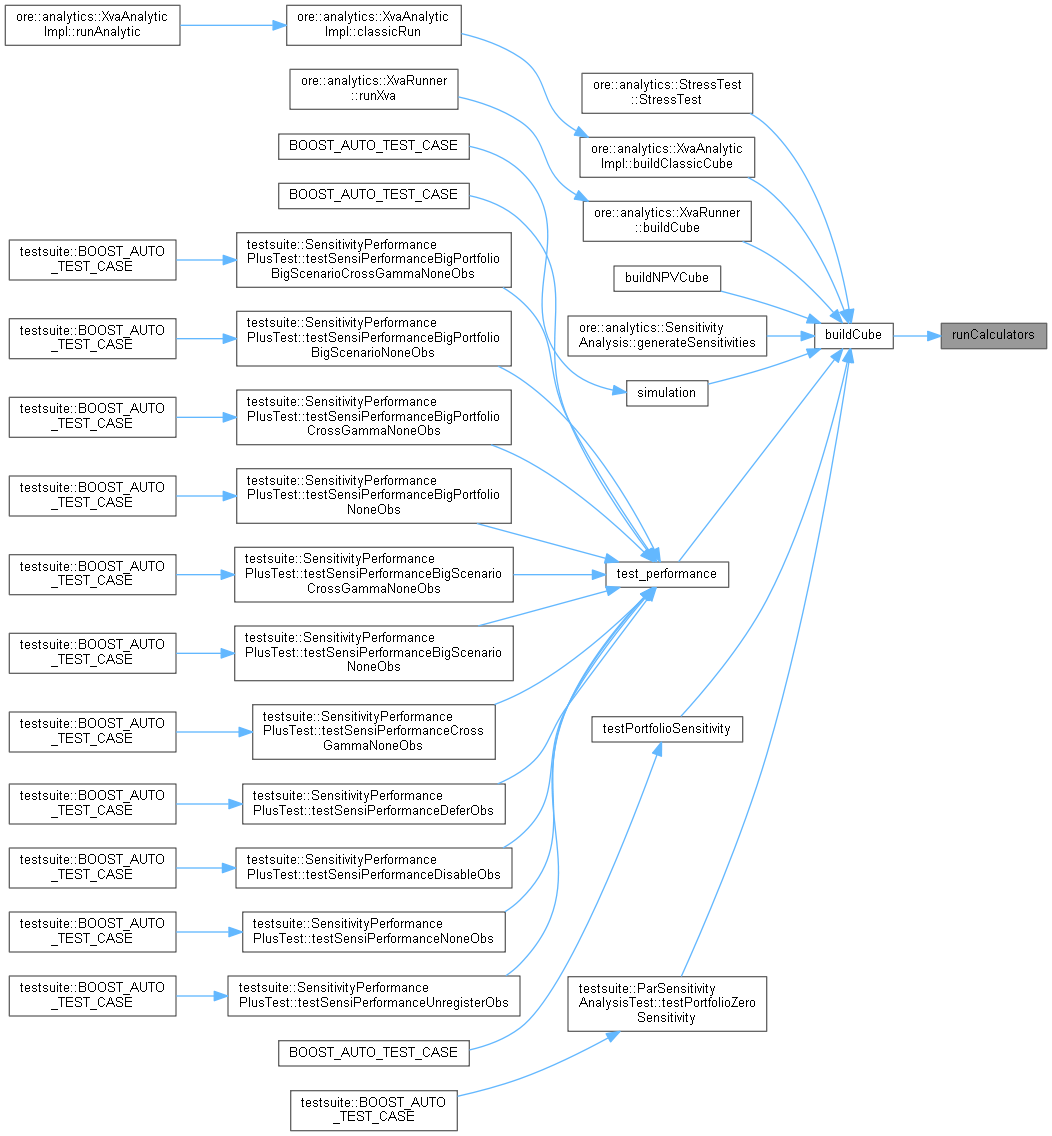 ore::analytics::XvaAnalytic
Impl::runAnalytic
ore::analytics::XvaAnalytic
Impl::classicRun
ore::analytics::XvaRunner
::runXva
ore::analytics::StressTest
::StressTest
BOOST_AUTO_TEST_CASE
ore::analytics::XvaAnalytic
Impl::buildClassicCube
BOOST_AUTO_TEST_CASE
ore::analytics::XvaRunner
::buildCube
testsuite::BOOST_AUTO
_TEST_CASE
testsuite::SensitivityPerformance
PlusTest::testSensiPerformanceBigPortfolio
BigScenarioCrossGammaNoneObs
buildNPVCube
testsuite::BOOST_AUTO
_TEST_CASE
testsuite::SensitivityPerformance
PlusTest::testSensiPerformanceBigPortfolio
BigScenarioNoneObs
ore::analytics::Sensitivity
Analysis::generateSensitivities
buildCube
runCalculators
simulation
testsuite::BOOST_AUTO
_TEST_CASE
testsuite::SensitivityPerformance
PlusTest::testSensiPerformanceBigPortfolio
CrossGammaNoneObs
testsuite::BOOST_AUTO
_TEST_CASE
testsuite::SensitivityPerformance
PlusTest::testSensiPerformanceBigPortfolio
NoneObs
testsuite::BOOST_AUTO
_TEST_CASE
testsuite::SensitivityPerformance
PlusTest::testSensiPerformanceBigScenario
CrossGammaNoneObs
test_performance
testsuite::BOOST_AUTO
_TEST_CASE
testsuite::SensitivityPerformance
PlusTest::testSensiPerformanceBigScenario
NoneObs
testsuite::BOOST_AUTO
_TEST_CASE
testsuite::SensitivityPerformance
PlusTest::testSensiPerformanceCross
GammaNoneObs
testPortfolioSensitivity
testsuite::BOOST_AUTO
_TEST_CASE
testsuite::SensitivityPerformance
PlusTest::testSensiPerformanceDeferObs
testsuite::BOOST_AUTO
_TEST_CASE
testsuite::SensitivityPerformance
PlusTest::testSensiPerformanceDisableObs
testsuite::BOOST_AUTO
_TEST_CASE
testsuite::SensitivityPerformance
PlusTest::testSensiPerformanceNoneObs
testsuite::BOOST_AUTO
_TEST_CASE
testsuite::SensitivityPerformance
PlusTest::testSensiPerformanceUnregisterObs
testsuite::ParSensitivity
AnalysisTest::testPortfolioZero
Sensitivity
BOOST_AUTO_TEST_CASE
testsuite::BOOST_AUTO
_TEST_CASE